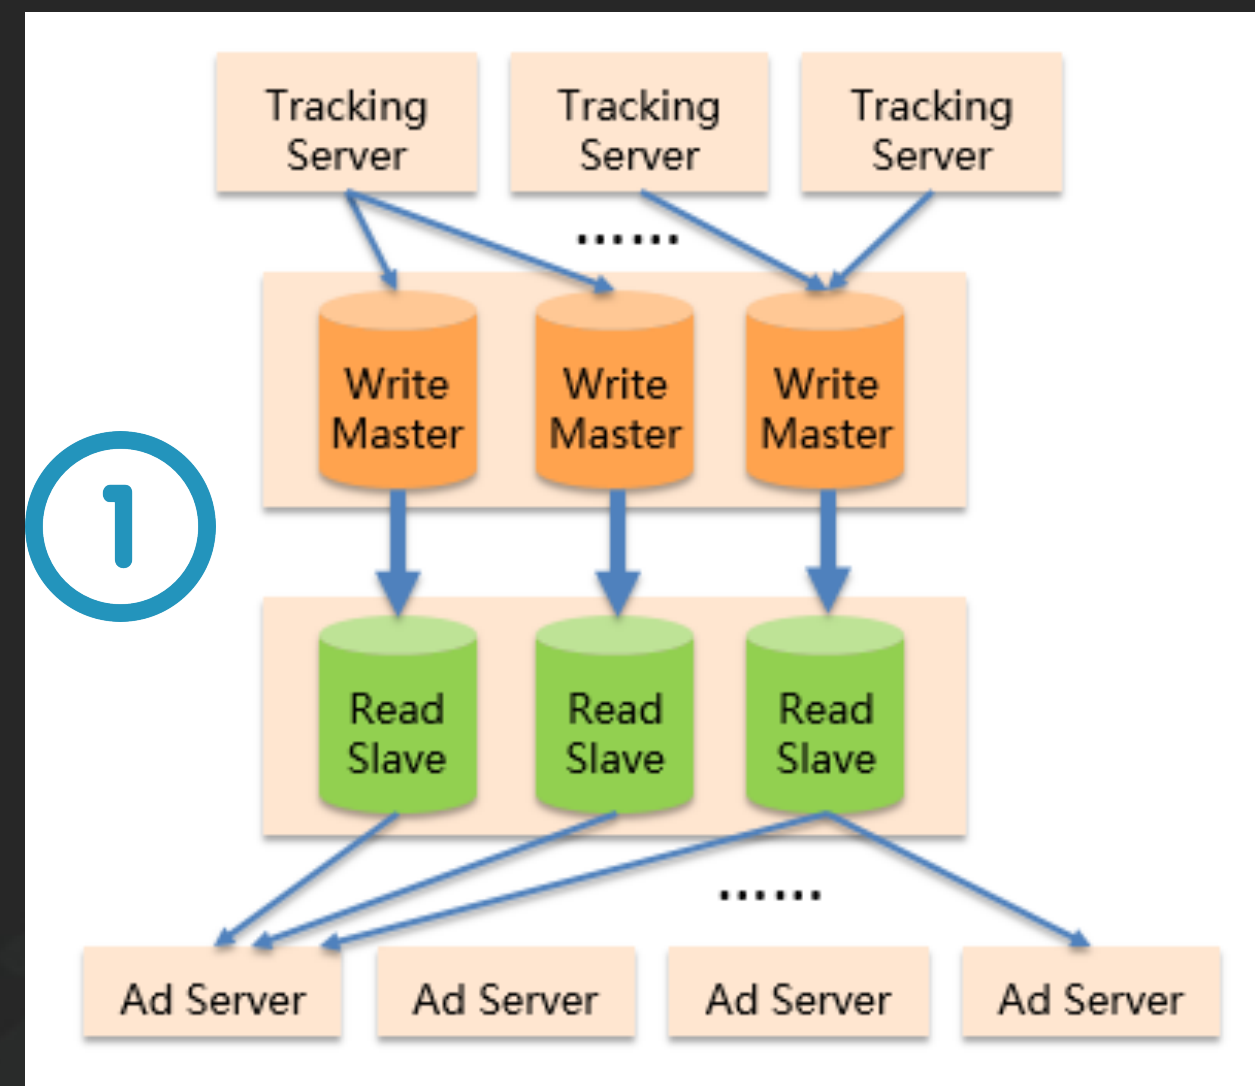 Tracking
Server
Tracking
Server
Tracking
Server
......
Write
Master
Write
Master
Write
Master
1
Read
Slave
Read
Slave
Read
Slave
......
Ad Server
Ad Server
Ad Server
Ad Server